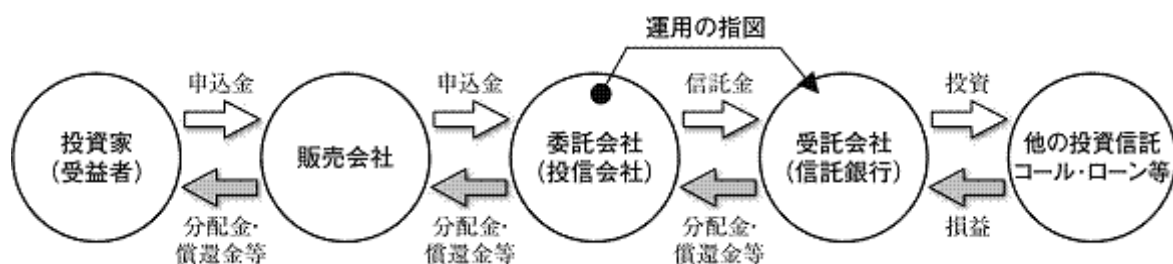 運用の指図
申込金
申込金
信託金
投資
投資家
(受益者)
販売会社
委託会社
(投信会社)
受託会社
(信託銀行)
他の投資信託
コール・ローン等
分配金・
償還金等
分配金・
償還金等
分配金・
償還金等
損益